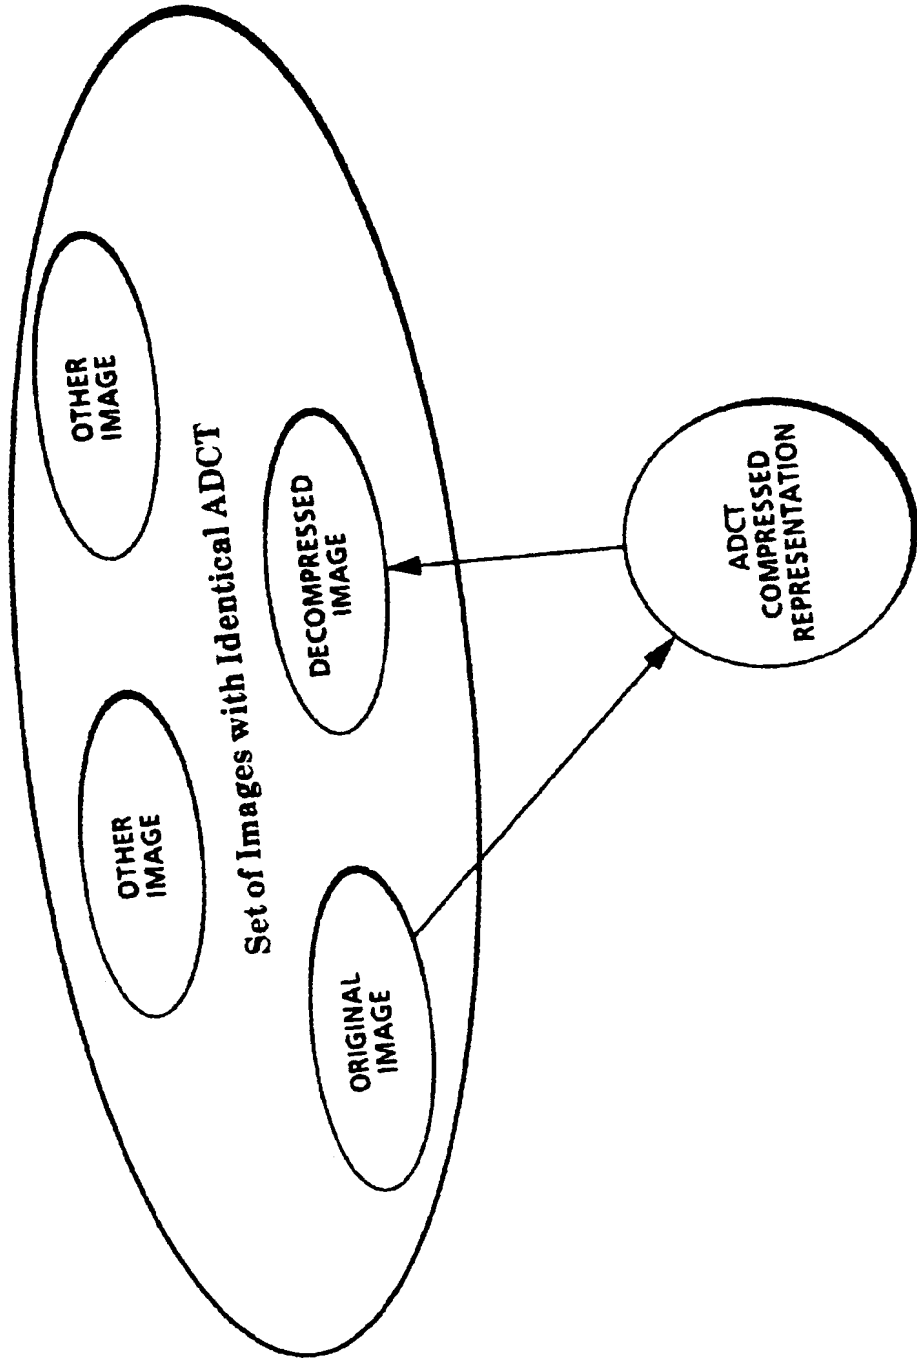 OTHER
IMAGE
OTHER
IMAGE
Set of Images with Identical ADCT
ORIGINAL
IMAGE
DECOMPRESSED
IMAGE
ADCT
COMPRESSED
REPRESENTATION